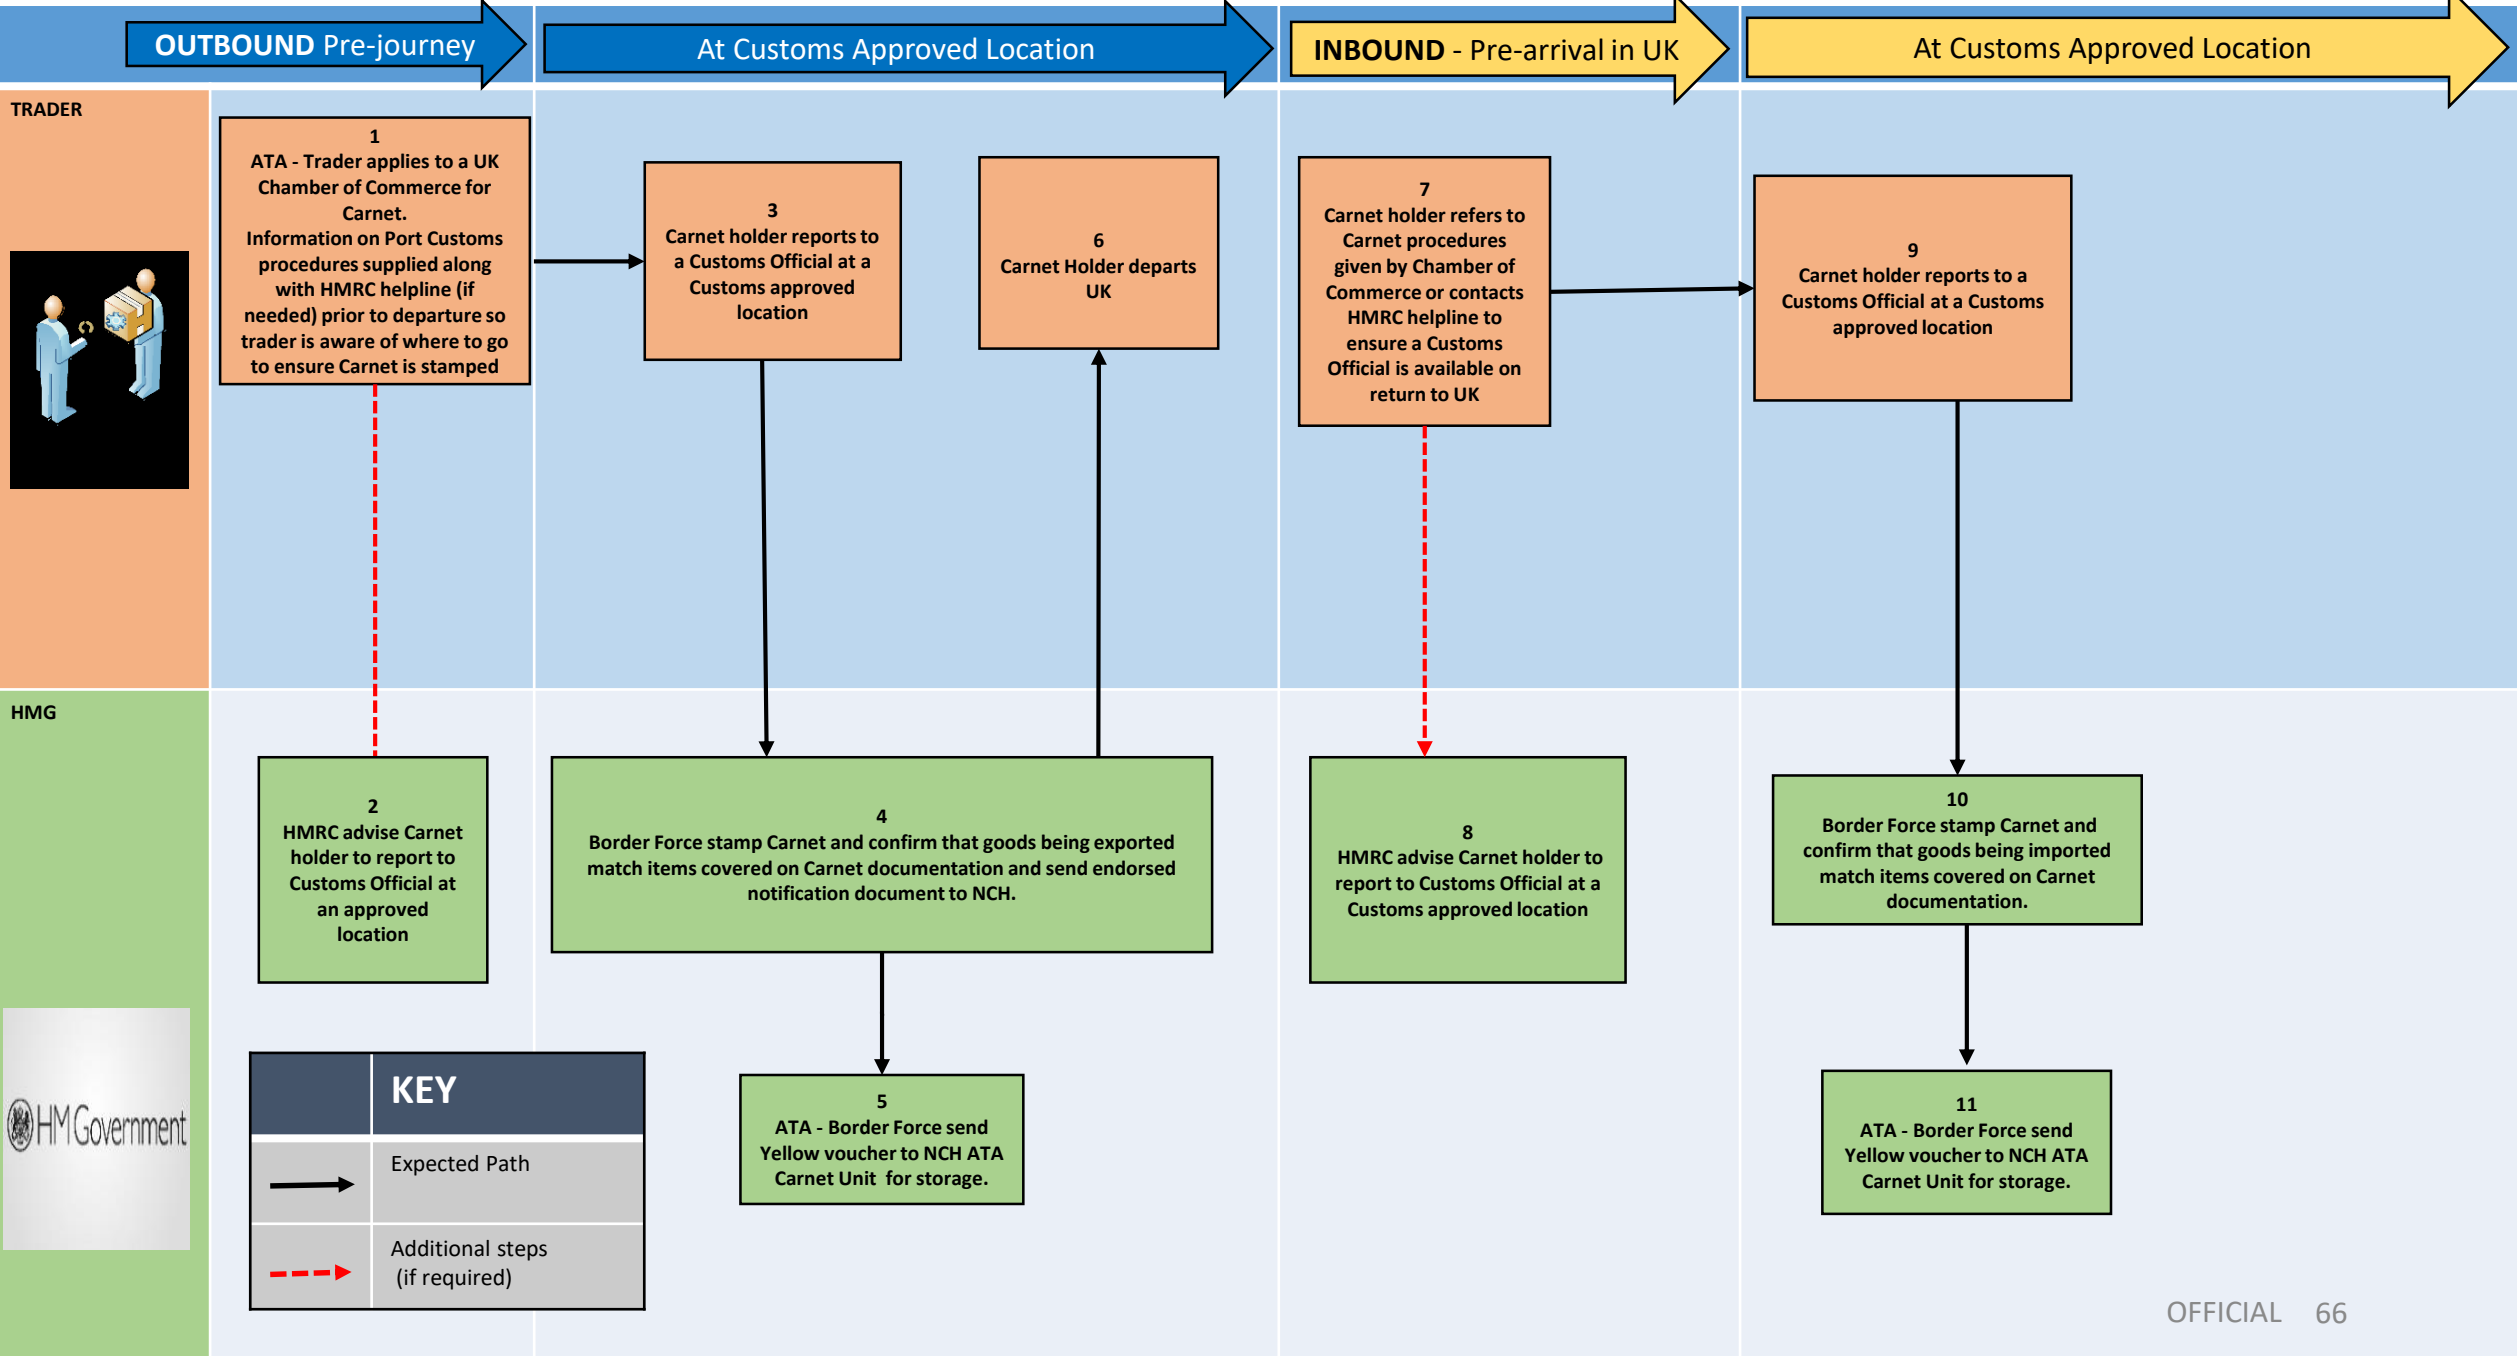 OUTBOUND Pre-journey
At Customs Approved Location
INBOUND - Pre-arrival in UK
At Customs Approved Location
TRADER
1
ATA - Trader applies to a UK
Chamber of Commerce for
Carnet.
Information on Port Customs
procedures supplied along
with HMRC helpline (if
needed) prior to departure so
trader is aware of where to go
to ensure Carnet is stamped
3
Carnet holder reports to
a Customs Official at a
Customs approved
location
6
Carnet Holder departs
UK
7
Carnet holder refers to
Carnet procedures
given by Chamber of
Commerce or contacts
HMRC helpline to
ensure a Customs
Official is available on
return to UK
9
Carnet holder reports to a
Customs Official at a Customs
approved location
HMG
2
HMRC advise Carnet
holder to report to
Customs Official at
an approved
location
4
Border Force stamp Carnet and confirm that goods being exported
match items covered on Carnet documentation and send endorsed
notification document to NCH.
8
HMRC advise Carnet holder to
report to Customs Official at a
Customs approved location
10
Border Force stamp Carnet and
confirm that goods being imported
match items covered on Carnet
documentation.
HM Government
5
ATA - Border Force send
Yellow voucher to NCH ATA
Carnet Unit for storage.
11
ATA - Border Force send
Yellow voucher to NCH ATA
Carnet Unit for storage.
KEY
Expected Path
Additional steps
(if required)
OFFICIAL 66